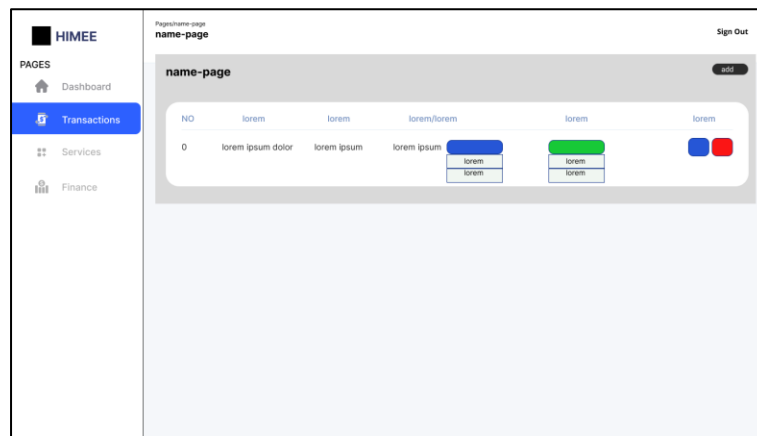 HIMEE
PAGES
Dashboard
Transactions
Services
Finance
Pages/name-page
name-page
Sign Out
name-page
add
NO lorem lorem lorem/lorem lorem lorem
0 lorem ipsum dolor lorem ipsum lorem ipsum
lorem lorem
lorem lorem